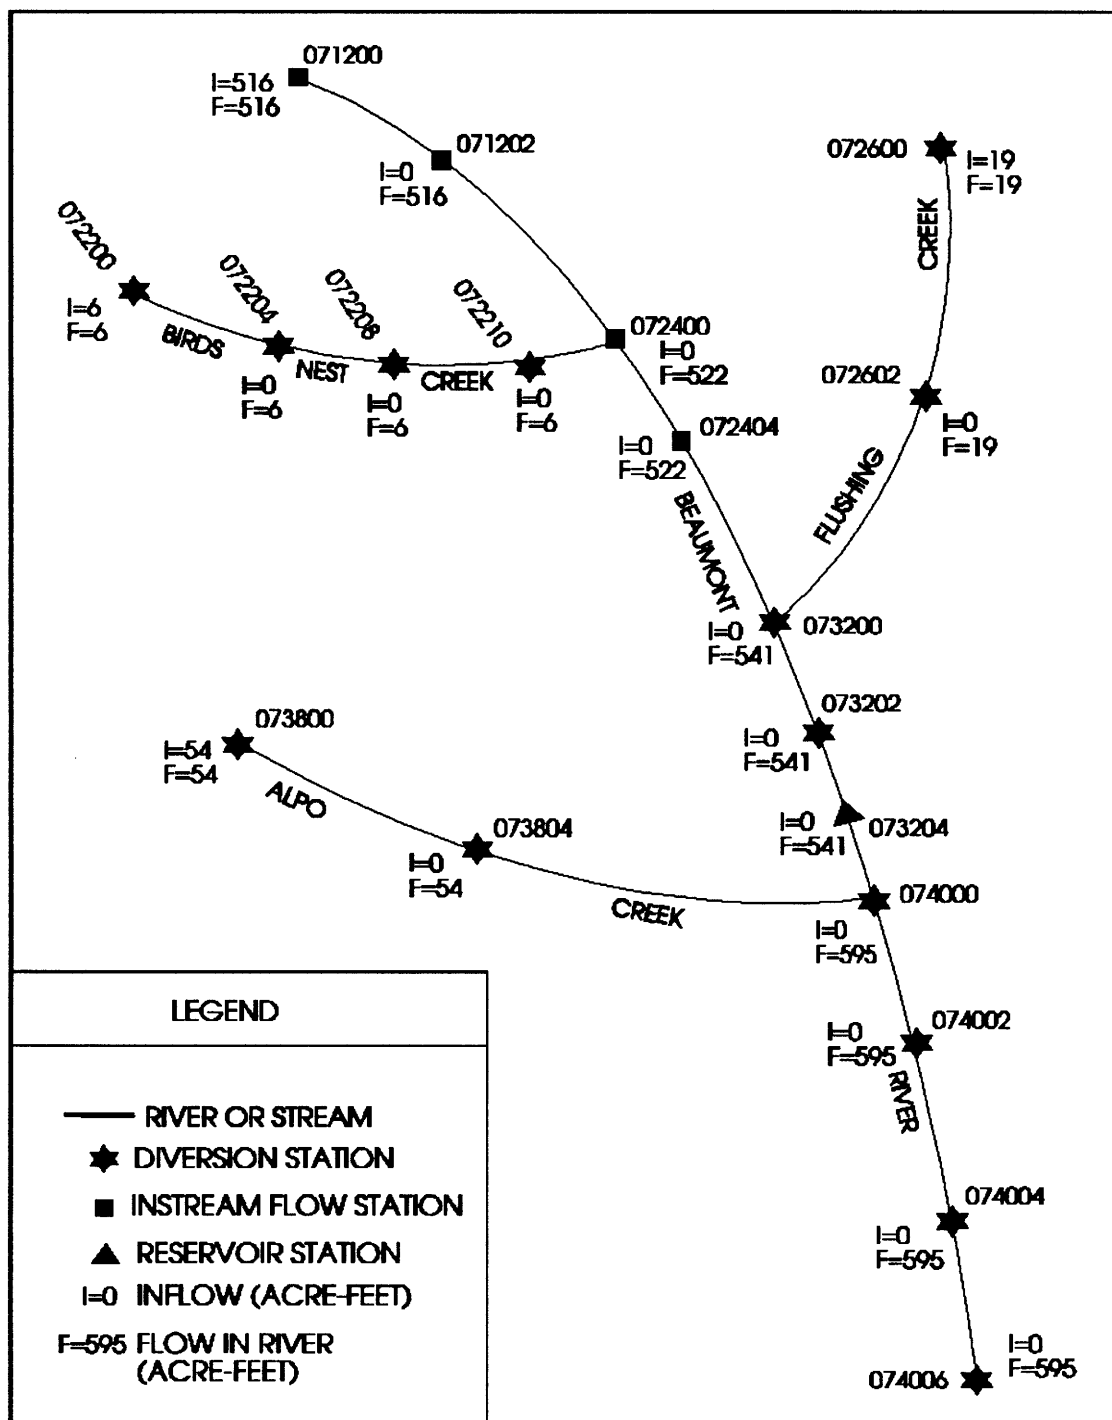 071200
I=516
F=516
071202
I=0
F=516
072600
I=19
F=19
CREEK
072200
I=6
F=6
BIRDS
072204
I=0
F=6
NEST
072208
I=0
F=6
CREEK
072210
I=0
F=6
072400
I=0
F=522
072404
I=0
F=522
072602
I=0
F=19
FLUSHING
BEAUMONT
073200
I=0
F=541
073202
I=0
F=541
073800
I=54
F=54
ALPO
073804
I=0
F=54
CREEK
073204
I=0
F=541
074000
I=0
F=595
074002
I=0
F=595
RIVER
074004
I=0
F=595
I=0
F=595
074006
LEGEND
RIVER OR STREAM
DIVERSION STATION
INSTREAM FLOW STATION
RESERVOIR STATION
I=0 INFLOW (ACRE-FEET)
F=595 FLOW IN RIVER
(ACRE-FEET)